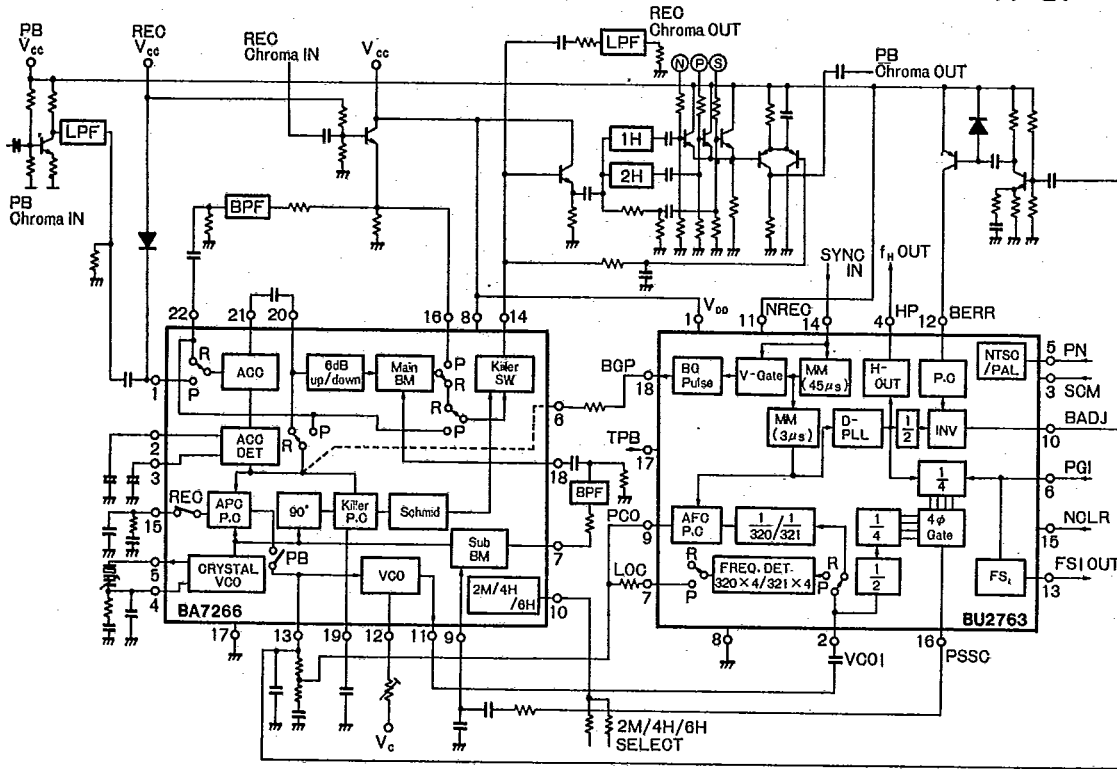 PB
VCC
REC
VCC
REC
Chroma IN
VCC
REC
Chroma OUT
LPF
N P S
PB
Chroma OUT
LPF
PB
Chroma IN
1H
2H
BPF
SYNC
IN
fH OUT
VDD
NREC
HP
BERR
22 21 20 16 8 14
1 11 14 4 12
R
P
ACC
6dB
up/down
Main
BM
P
R
R
P
Killer
SW
BGP
18
BG
Pulse
V-Gate
MM
(45μs)
H-
OUT
P.C
NTSC/
PAL
5 PN
3 SCM
1
2
3
ACC
DET
R
P
6
18
MM
(3μs)
D-
PLL
1/2
INV
BADJ
10
TPB
17
BPF
1/4
PGI
6
REC
15
APC
P.C
90°
Killer
P.C
Schmid
Sub
BM
7
PCO
9
AFC
P.C
1/320 / 1/321
1/4
4φ
Gate
NCLR
15
PB
5
4
CRYSTAL
VCO
VCO
2M/4H
/6H
10
LOC
7
R
P
FREQ. DET.
320×4/321×4
R
P
1/2
FSI OUT
13
BA7266
BU2763
17 13 19 12 11 9
8 2 16
VCOI
PSSC
VC
2M/4H/6H
SELECT